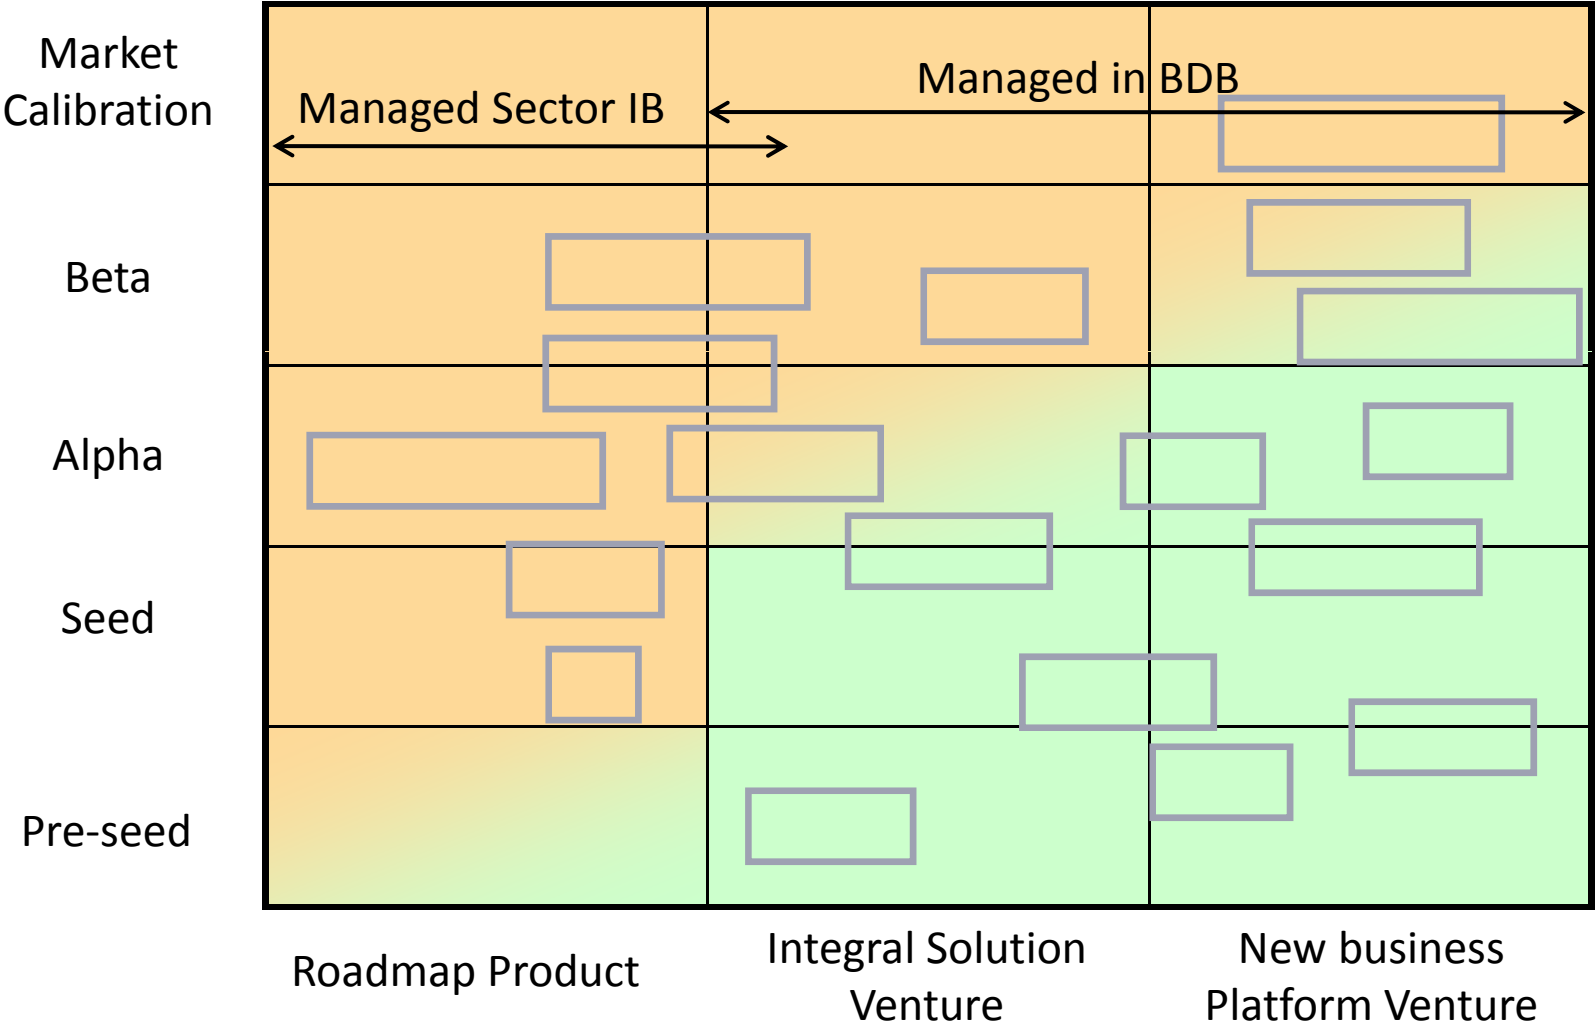 Market
Calibration
Managed Sector IB
Managed in BDB
Beta
Alpha
Seed
Pre-seed
Roadmap Product
Integral Solution
Venture
New business
Platform Venture